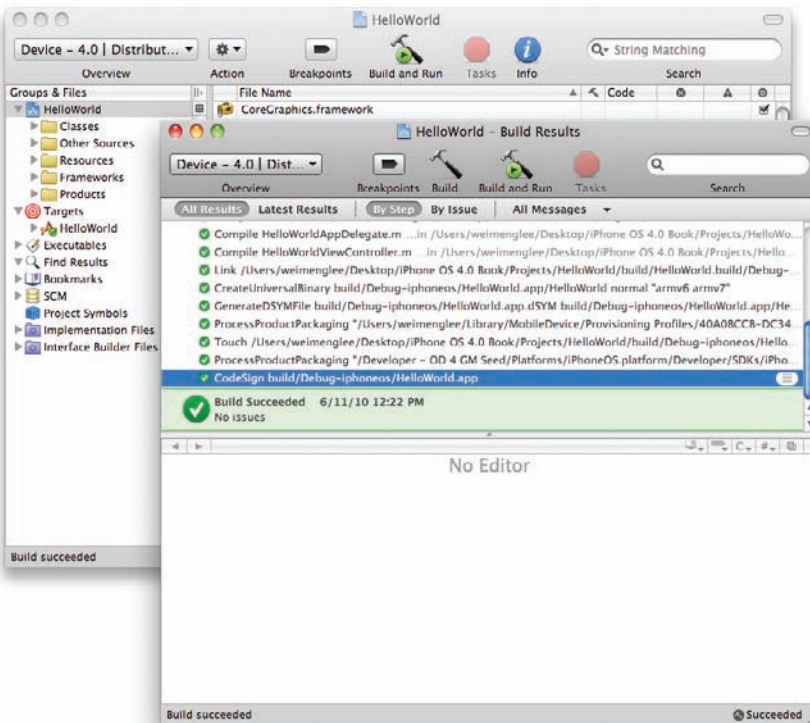 HelloWorld
Device – 4.0 | Distribut...
Overview
Action
Breakpoints
Build and Run
Tasks
Info
String Matching
Search
Groups & Files
File Name
Code
CoreGraphics.framework
HelloWorld
Classes
Other Sources
Resources
Frameworks
Products
Targets
HelloWorld
Executables
Find Results
Bookmarks
SCM
Project Symbols
Implementation Files
Interface Builder Files
Build succeeded
HelloWorld – Build Results
Device – 4.0 | Dist...
Overview
Breakpoints
Build
Build and Run
Tasks
Search
All Results
Latest Results
By Step
By Issue
All Messages
Compile HelloWorldAppDelegate.m ...in /Users/weimenglee/Desktop/iPhone OS 4.0 Book/Projects/HelloWo...
Compile HelloWorldViewController.m ...in /Users/weimenglee/Desktop/iPhone OS 4.0 Book/Projects/Hello...
Link /Users/weimenglee/Desktop/iPhone OS 4.0 Book/Projects/HelloWorld/build/HelloWorld.build/Debug-...
CreateUniversalBinary build/Debug-iphoneos/HelloWorld.app/HelloWorld normal "armv6 armv7"
GenerateDSYMFile build/Debug-iphoneos/HelloWorld.app.dSYM build/Debug-iphoneos/HelloWorld.app/He...
ProcessProductPackaging "/Users/weimenglee/Library/MobileDevice/Provisioning Profiles/40A0BCCB-DC34...
Touch /Users/weimenglee/Desktop/iPhone OS 4.0 Book/Projects/HelloWorld/build/Debug-iphoneos/Hello...
ProcessProductPackaging "/Developer – OD 4 GM Seed/Platforms/iPhoneOS.platform/Developer/SDKs/iPho...
CodeSign build/Debug-iphoneos/HelloWorld.app
Build Succeeded 6/11/10 12:22 PM
No issues
C
#
No Editor
Build succeeded
Succeeded